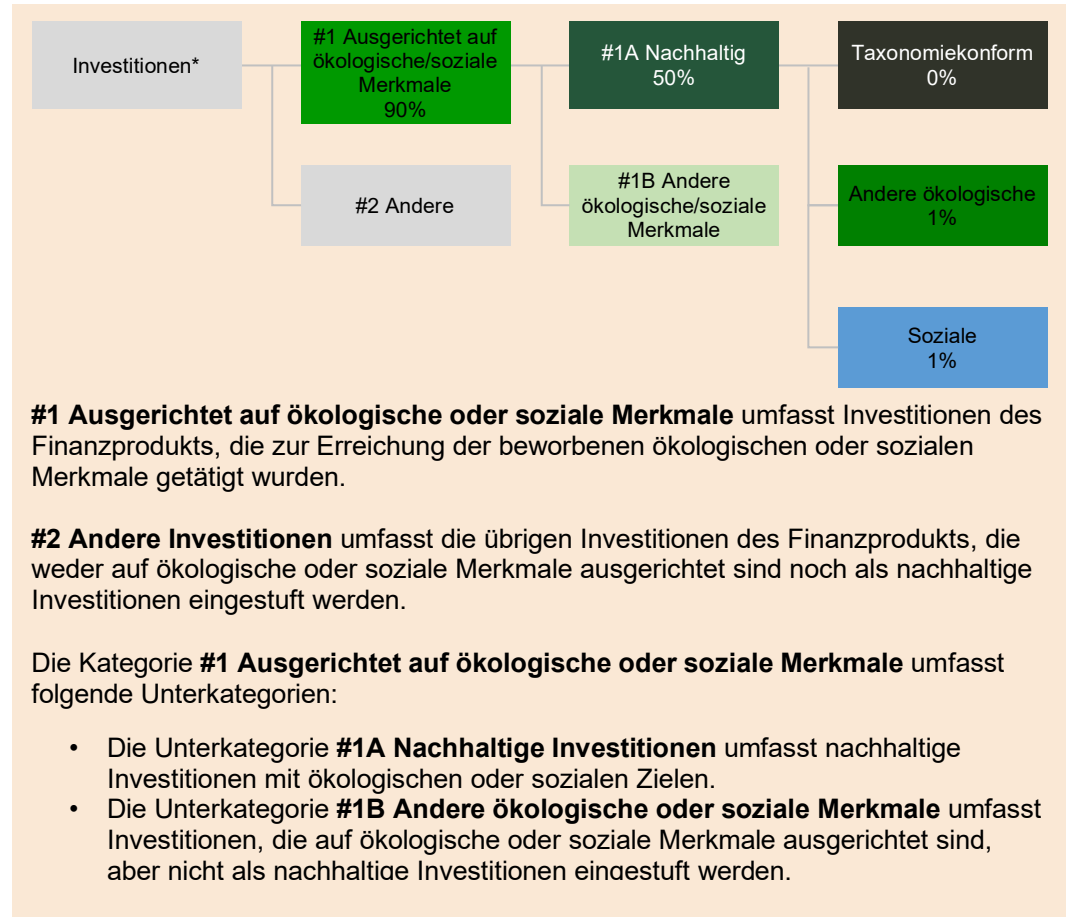 Investitionen*
#1 Ausgerichtet auf
ökologische/soziale
Merkmale
90%
#1A Nachhaltig
50%
Taxonomiekonform
0%
#2 Andere
#1B Andere
ökologische/soziale
Merkmale
Andere ökologische
1%
Soziale
1%
#1 Ausgerichtet auf ökologische oder soziale Merkmale umfasst Investitionen des
Finanzprodukts, die zur Erreichung der beworbenen ökologischen oder sozialen
Merkmale getätigt wurden.
#2 Andere Investitionen umfasst die übrigen Investitionen des Finanzprodukts, die
weder auf ökologische oder soziale Merkmale ausgerichtet sind noch als nachhaltige
Investitionen eingestuft werden.
Die Kategorie #1 Ausgerichtet auf ökologische oder soziale Merkmale umfasst
folgende Unterkategorien:
• Die Unterkategorie #1A Nachhaltige Investitionen umfasst nachhaltige
Investitionen mit ökologischen oder sozialen Zielen.
• Die Unterkategorie #1B Andere ökologische oder soziale Merkmale umfasst
Investitionen, die auf ökologische oder soziale Merkmale ausgerichtet sind,
aber nicht als nachhaltige Investitionen eingestuft werden.